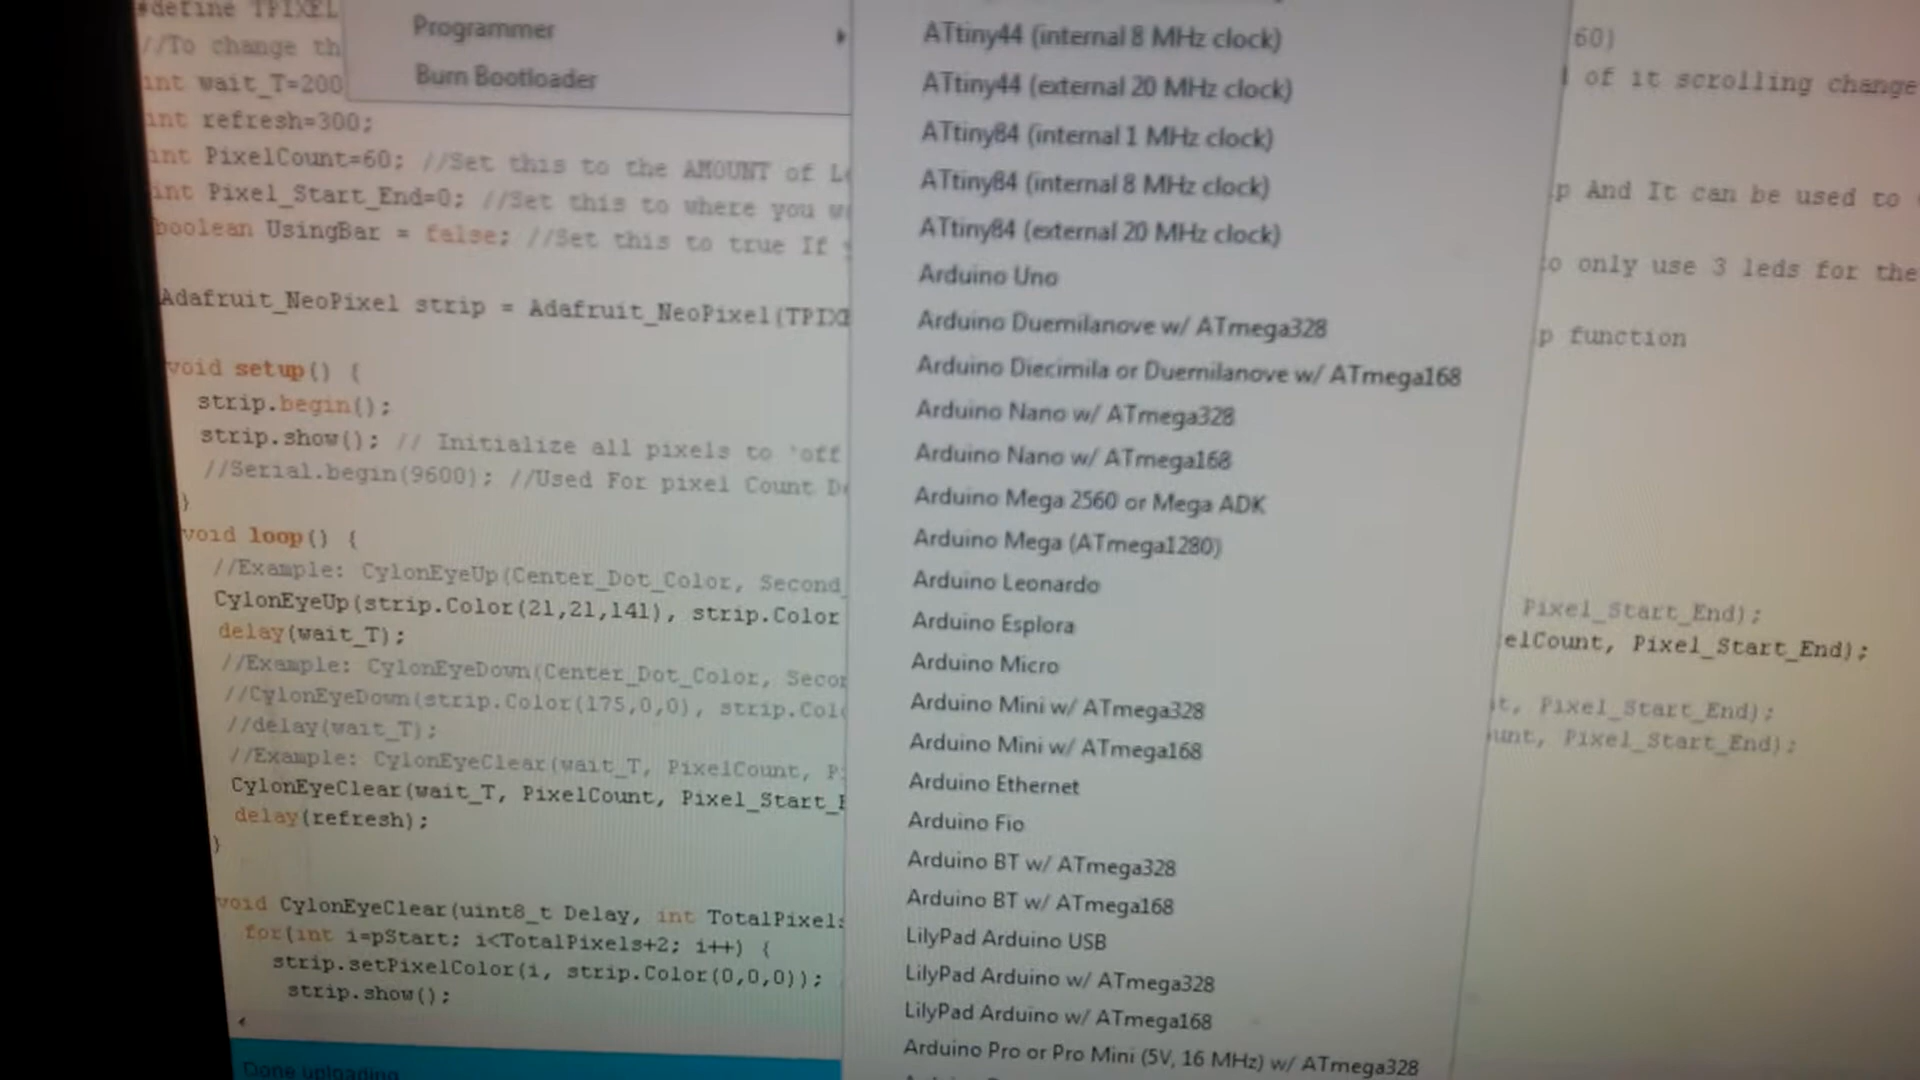 #define TPIXEL
//To change th
int wait_T=200
int refresh=300;
int PixelCount=60; //Set this to the AMOUNT of L
int Pixel_Start_End=0; //Set this to where you w
boolean UsingBar = false; //Set this to true If
Adafruit_NeoPixel strip = Adafruit_NeoPixel(TPIXE
void setup() {
strip.begin();
strip.show(); // Initialize all pixels to 'off
//Serial.begin(9600); //Used For pixel Count D
}
void loop() {
//Example: CylonEyeUp(Center_Dot_Color, Second_
CylonEyeUp(strip.Color(21,21,141), strip.Color
delay(wait_T);
//Example: CylonEyeDown(Center_Dot_Color, Secon
//CylonEyeDown(strip.Color(175,0,0), strip.Col
//delay(wait_T);
//Example: CylonEyeClear(wait_T, PixelCount, P
CylonEyeClear(wait_T, PixelCount, Pixel_Start_E
delay(refresh);
}
void CylonEyeClear(uint8_t Delay, int TotalPixels
for(int i=pStart; i<TotalPixels+2; i++) {
strip.setPixelColor(i, strip.Color(0,0,0));
strip.show();
Done uploading
Programmer
Burn Bootloader
ATtiny44 (internal 8 MHz clock)
ATtiny44 (external 20 MHz clock)
ATtiny84 (internal 1 MHz clock)
ATtiny84 (internal 8 MHz clock)
ATtiny84 (external 20 MHz clock)
Arduino Uno
Arduino Duemilanove w/ ATmega328
Arduino Diecimila or Duemilanove w/ ATmega168
Arduino Nano w/ ATmega328
Arduino Nano w/ ATmega168
Arduino Mega 2560 or Mega ADK
Arduino Mega (ATmega1280)
Arduino Leonardo
Arduino Esplora
Arduino Micro
Arduino Mini w/ ATmega328
Arduino Mini w/ ATmega168
Arduino Ethernet
Arduino Fio
Arduino BT w/ ATmega328
Arduino BT w/ ATmega168
LilyPad Arduino USB
LilyPad Arduino w/ ATmega328
LilyPad Arduino w/ ATmega168
Arduino Pro or Pro Mini (5V, 16 MHz) w/ ATmega328
60)
of it scrolling change
p And It can be used to
o only use 3 leds for the
p function
Pixel_Start_End);
elCount, Pixel_Start_End);
t, Pixel_Start_End);
unt, Pixel_Start_End);